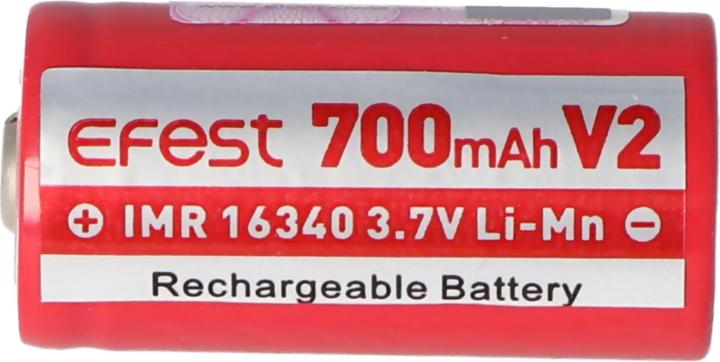 Efest 700mAh V2
+ IMR 16340 3.7V Li-Mn −
Rechargeable Battery